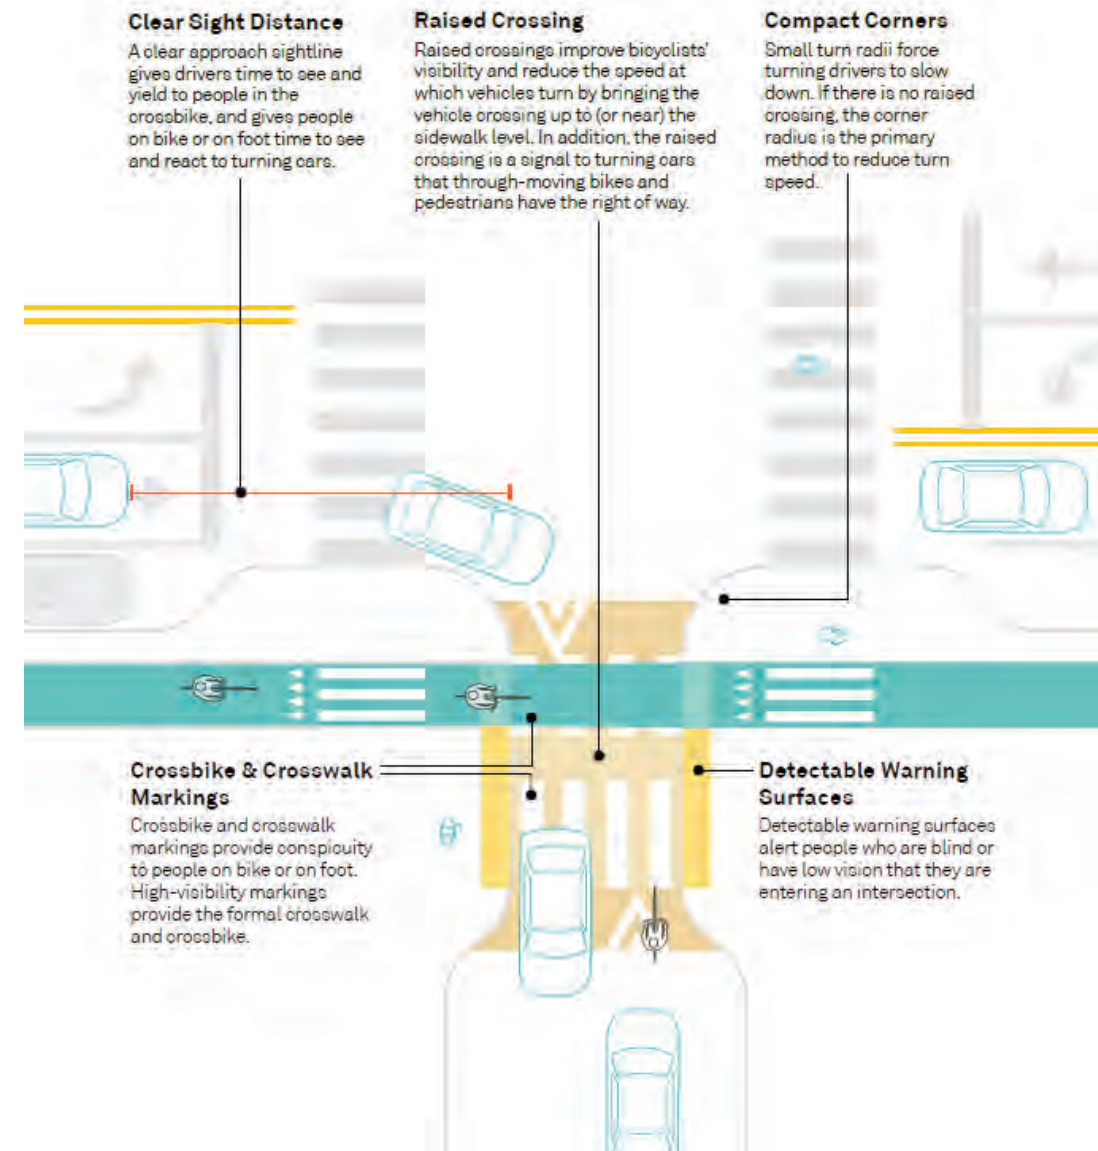 Clear Sight Distance
A clear approach sightline
gives drivers time to see and
yield to people in the
crossbike, and gives people
on bike or on foot time to see
and react to turning cars.
Raised Crossing
Raised crossings improve bicyclists'
visibility and reduce the speed at
which vehicles turn by bringing the
vehicle crossing up to (or near) the
sidewalk level. In addition, the raised
crossing is a signal to turning cars
that through-moving bikes and
pedestrians have the right of way.
Compact Corners
Small turn radii force
turning drivers to slow
down. If there is no raised
crossing, the corner
radius is the primary
method to reduce turn
speed.
Crossbike & Crosswalk
Markings
Crossbike and crosswalk
markings provide conspicuity
to people on bike or on foot.
High-visibility markings
provide the formal crosswalk
and crossbike.
Detectable Warning
Surfaces
Detectable warning surfaces
alert people who are blind or
have low vision that they are
entering an intersection.